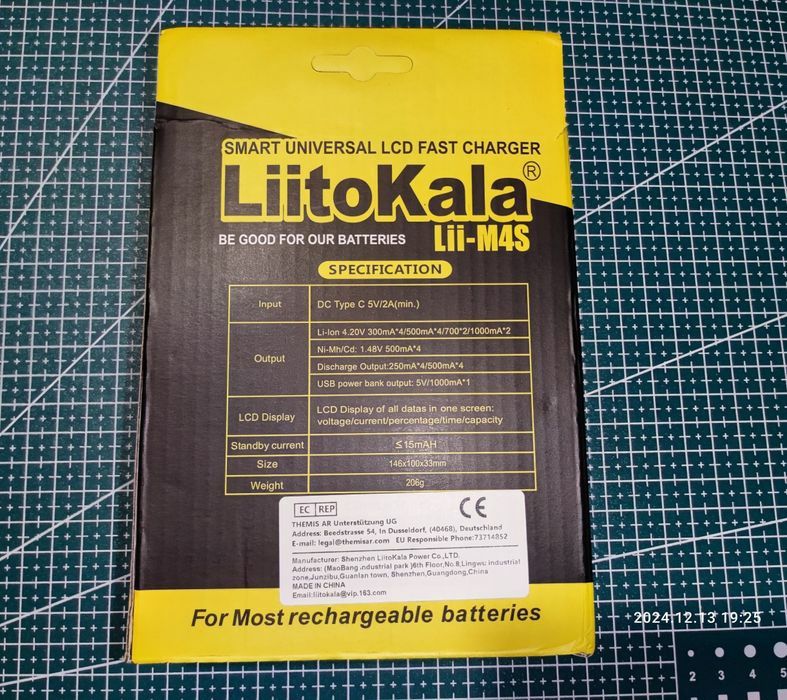 SMART UNIVERSAL LCD FAST CHARGER
LiitoKala®
BE GOOD FOR OUR BATTERIES Lii-M4S
SPECIFICATION
Input DC Type C 5V/2A(min.)
Output Li-Ion 4.20V 300mA*4/500mA*4/700*2/1000mA*2
Ni-Mh/Cd: 1.48V 500mA*4
Discharge Output:250mA*4/500mA*4
USB power bank output: 5V/1000mA*1
LCD Display LCD Display of all datas in one screen:
voltage/current/percentage/time/capacity
Standby current ≤15mAH
Size 146x100x33mm
Weight 206g
EC REP CE
THEMIS AR Unterstützung UG
Address: Beedstrasse 54, In Dusseldorf, (40468), Deutschland
E-mail: legal@themisar.com EU Responsible Phone:73714852
Manufacturer: Shenzhen LiitoKala Power Co.,LTD.
Address: (MaoBang industrial park )6th Floor,No.8,Lingwu industrial
zone,Junzibu,Guanlan town, Shenzhen,Guangdong,China
MADE IN CHINA
Email:liitokala@vip.163.com
For Most rechargeable batteries
2024.12.13 19:25
2 3 4 5